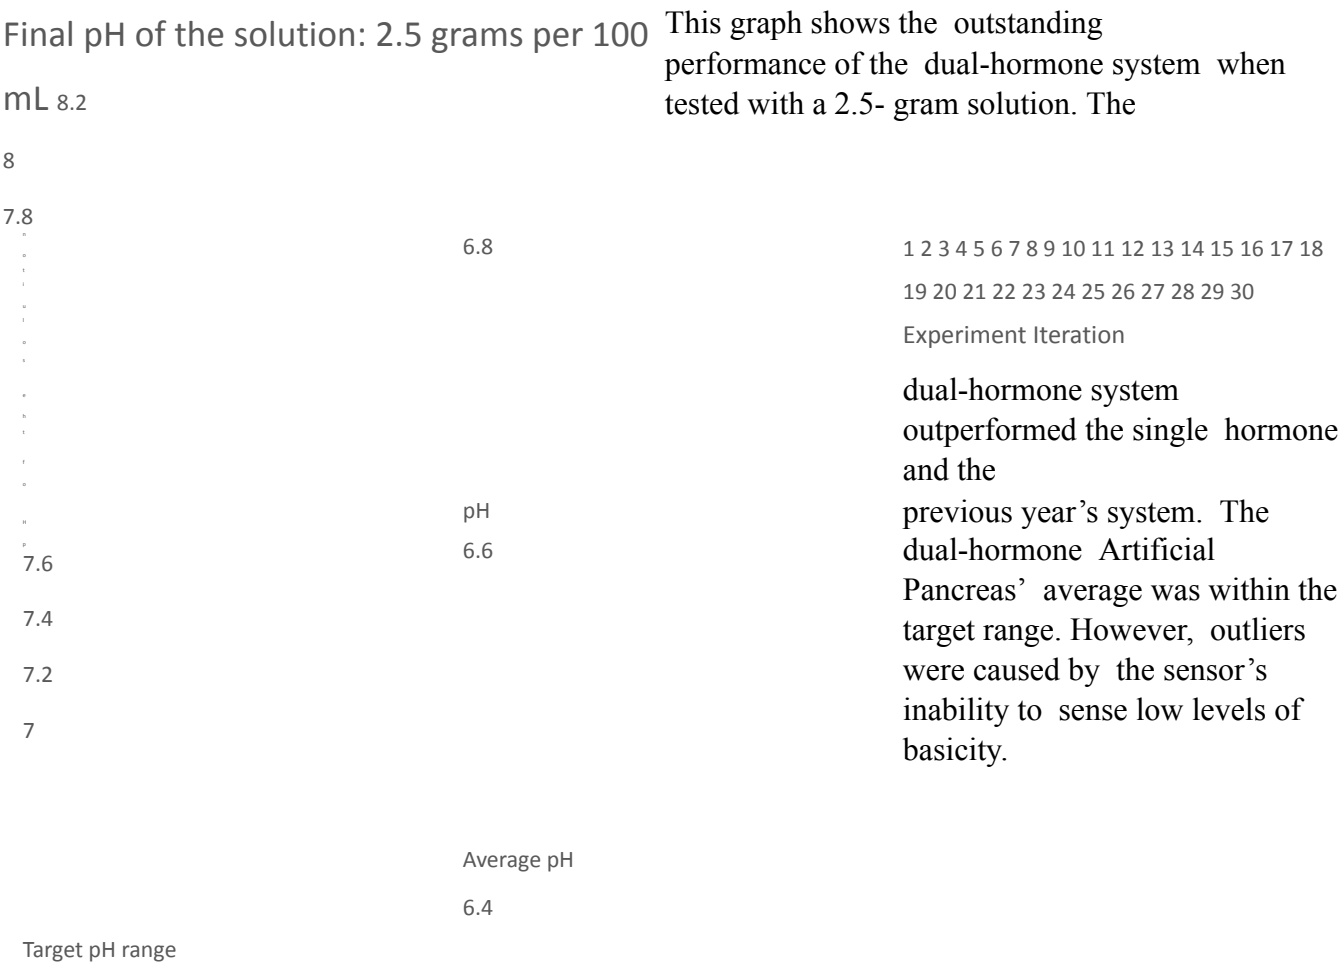 Final pH of the solution: 2.5 grams per 100
mL 8.2
8
7.8
This graph shows the outstanding
performance of the dual-hormone system when
tested with a 2.5- gram solution. The
7.6
7.4
7.2
7
Target pH range
6.8
pH
6.6
Average pH
6.4
1 2 3 4 5 6 7 8 9 10 11 12 13 14 15 16 17 18
19 20 21 22 23 24 25 26 27 28 29 30
Experiment Iteration
dual-hormone system
outperformed the single hormone
and the
previous year’s system. The
dual-hormone Artificial
Pancreas’ average was within the
target range. However, outliers
were caused by the sensor’s
inability to sense low levels of
basicity.